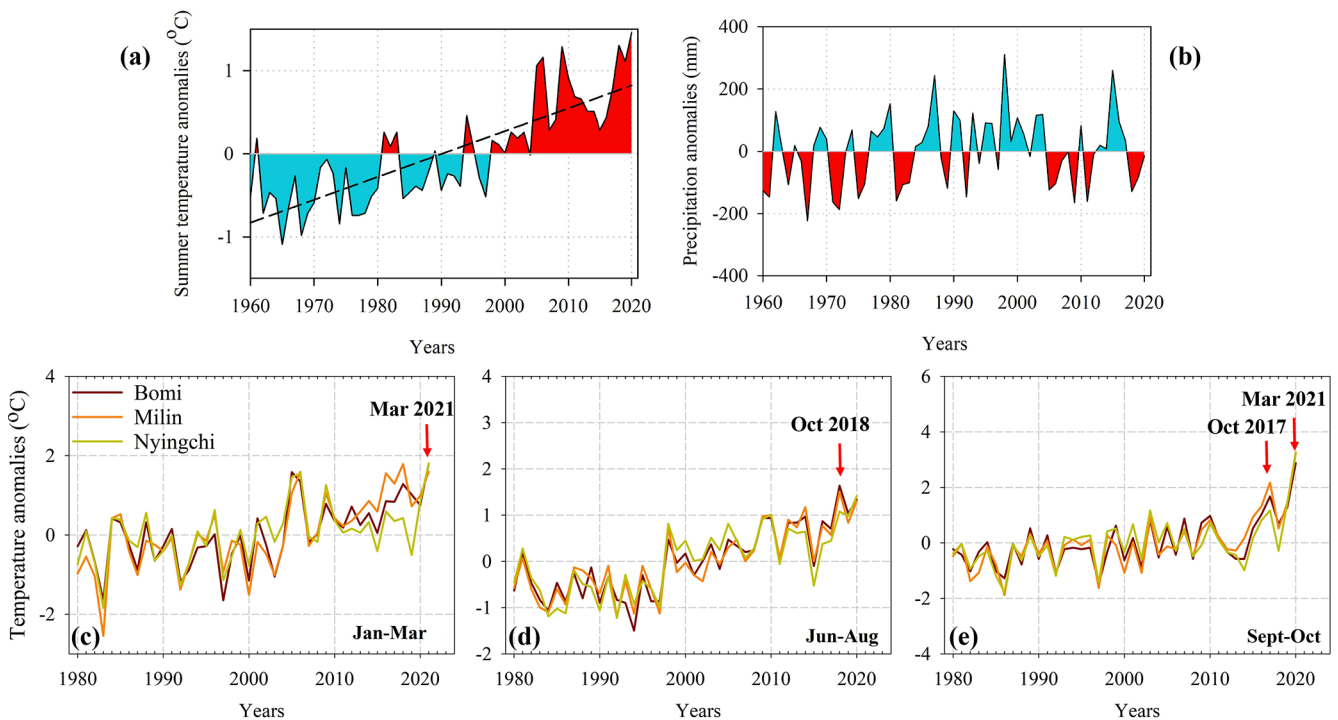 (a)
Summer temperature anomalies (°C)
1
0
-1
1960 1970 1980 1990 2000 2010 2020
Years
(b)
Precipitation anomalies (mm)
400
200
0
-200
-400
1960 1970 1980 1990 2000 2010 2020
Years
Temperature anomalies (°C)
4
2
0
-2
Bomi
Milin
Nyingchi
Mar 2021
(c)
Jan-Mar
1980 1990 2000 2010 2020
Years
4
3
2
1
0
-1
-2
Oct 2018
(d)
Jun-Aug
1980 1990 2000 2010 2020
Years
6
4
2
0
-2
-4
Mar 2021
Oct 2017
(e)
Sept-Oct
1980 1990 2000 2010 2020
Years